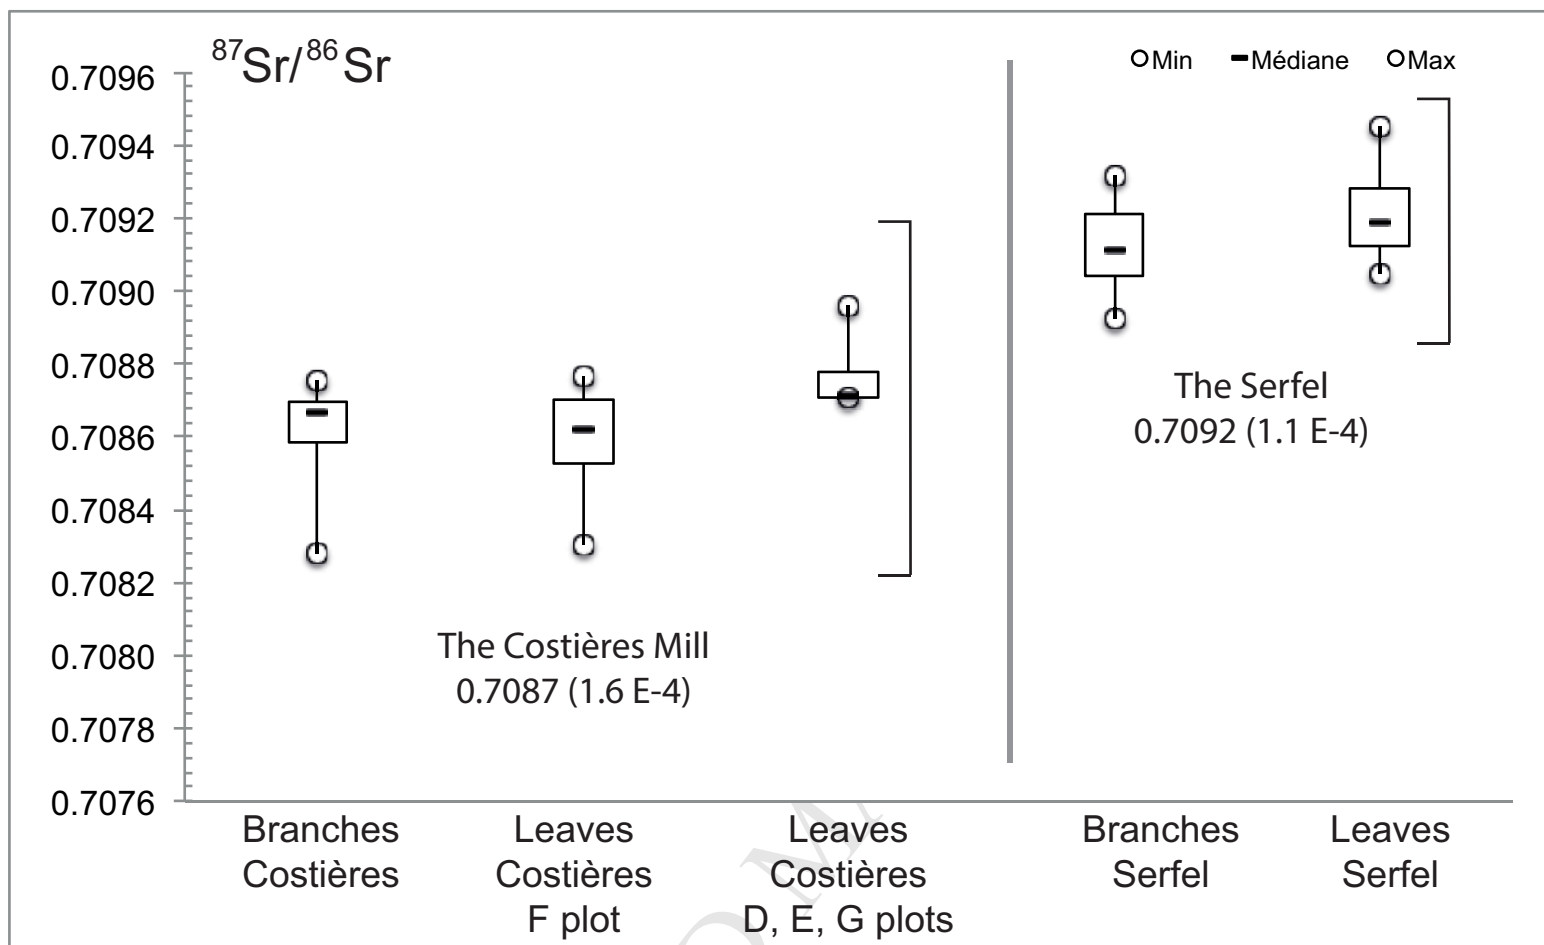 87Sr/86Sr
Min Médiane Max
0.7096
0.7094
0.7092
0.7090
0.7088
0.7086
0.7084
0.7082
0.7080
0.7078
0.7076
The Serfel
0.7092 (1.1 E-4)
The Costières Mill
0.7087 (1.6 E-4)
Branches
Costières
Leaves
Costières
F plot
Leaves
Costières
D, E, G plots
Branches
Serfel
Leaves
Serfel
OM